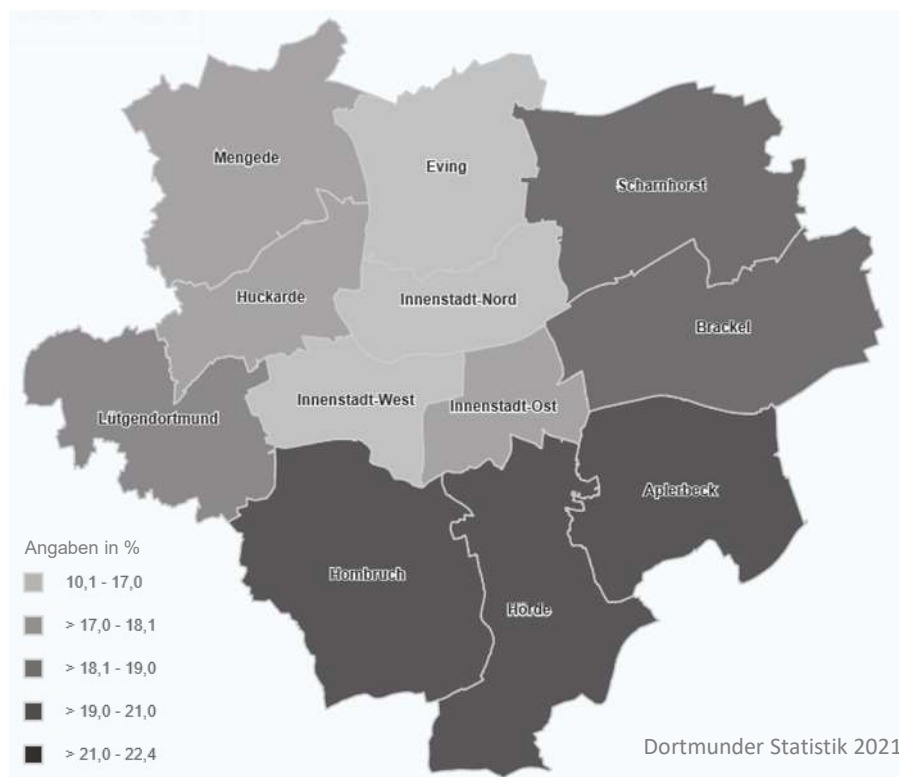 Mengede
Eving
Scharnhorst
Huckarde
Innenstadt-Nord
Brackel
Innenstadt-West
Innenstadt-Ost
Lütgendortmund
Aplerbeck
Hombruch
Hörde
Angaben in %
10,1 - 17,0
> 17,0 - 18,1
> 18,1 - 19,0
> 19,0 - 21,0
> 21,0 - 22,4
Dortmunder Statistik 2021